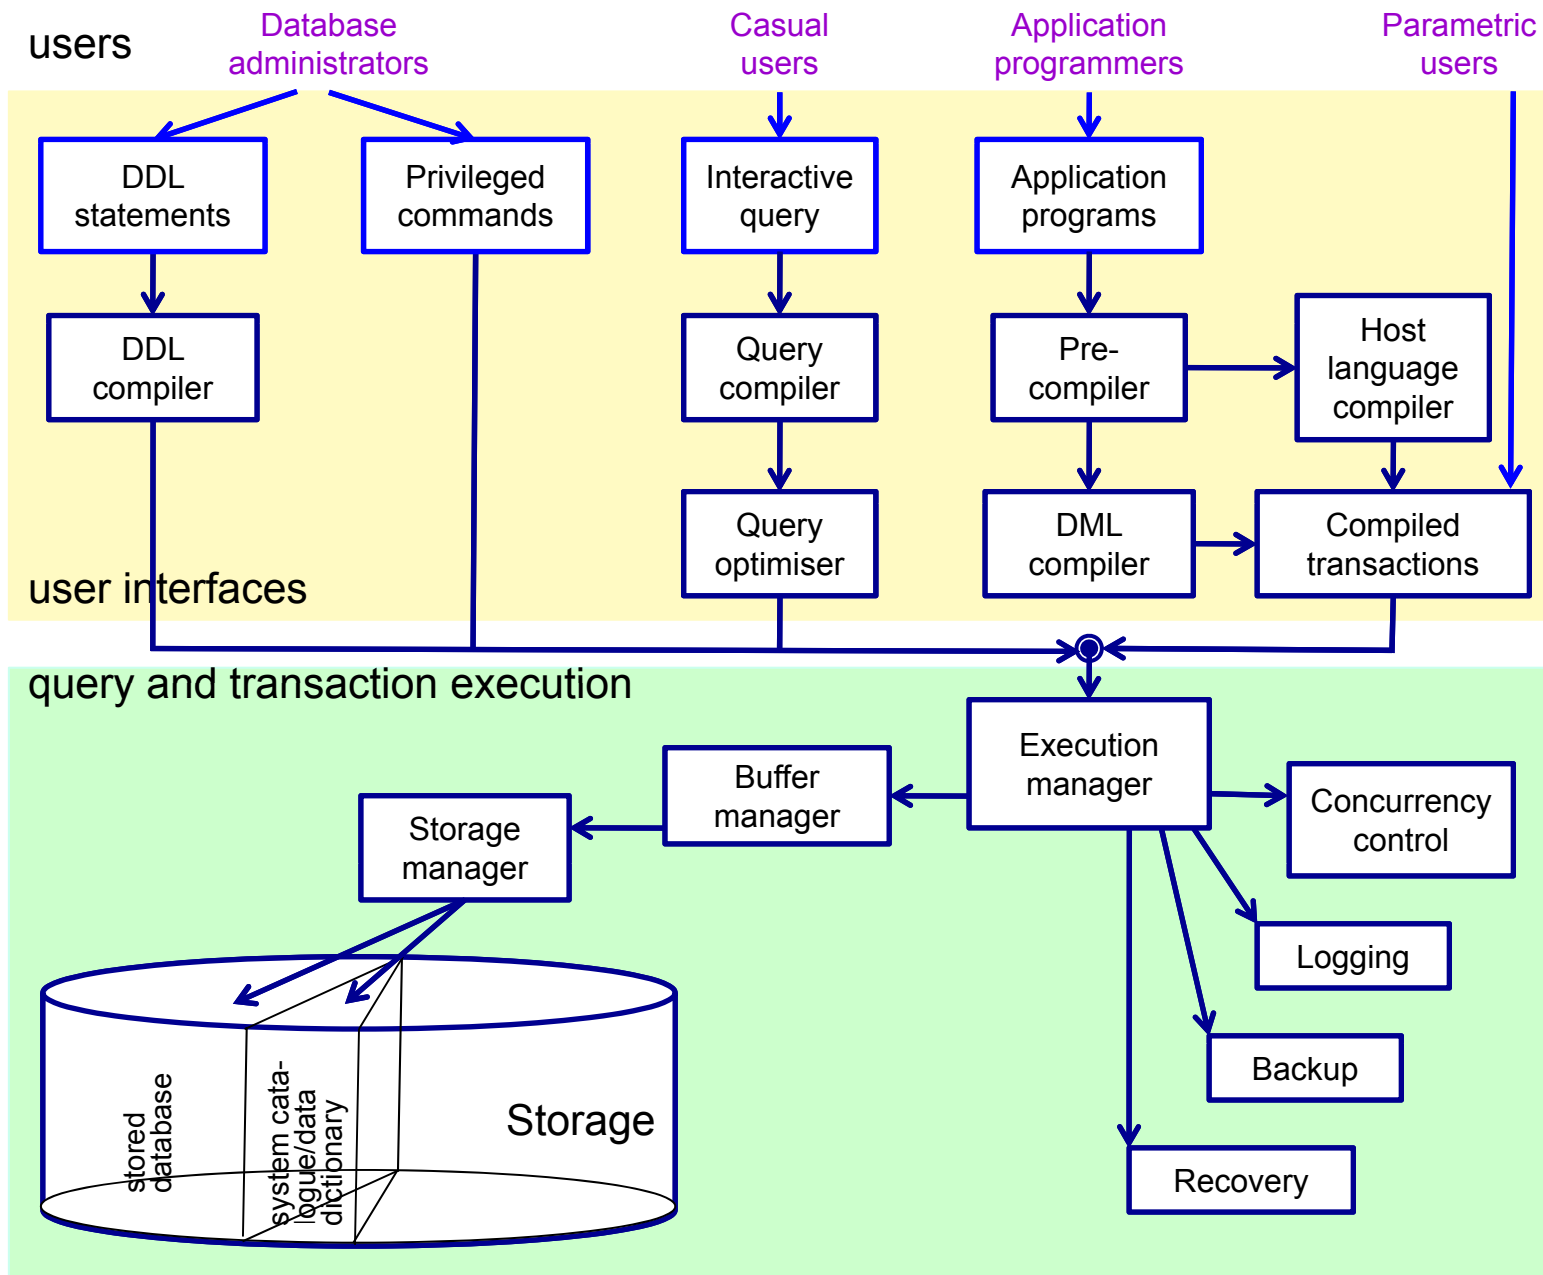 users
Database
administrators
Casual
users
Application
programmers
Parametric
users
DDL
statements
Privileged
commands
Interactive
query
Application
programs
DDL
compiler
Query
compiler
Pre-
compiler
Host
language
compiler
Query
optimiser
DML
compiler
Compiled
transactions
user interfaces
query and transaction execution
Execution
manager
Buffer
manager
Storage
manager
Concurrency
control
Logging
Backup
Recovery
stored
database
system cata-
logue/data
dictionary
Storage